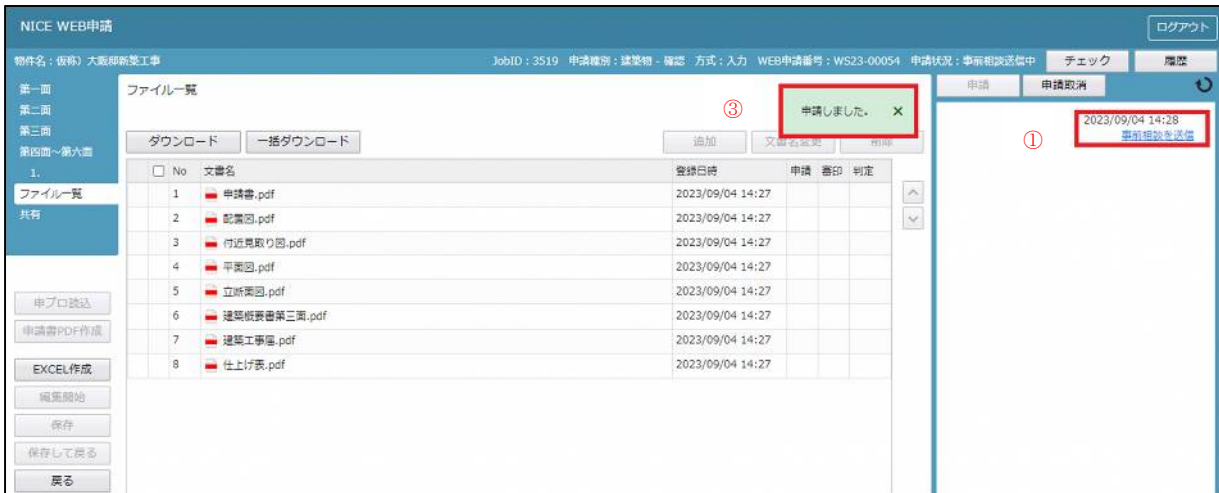 NICE WEB申請
ログアウト
物件名：仮称）大阪邸新築工事 JobID：3519 申請種別：建築物 - 確認 方式：入力 WEB申請番号：WS23-00054 申請状況：事前相談送信中 チェック 履歴
第一面
第二面
第三面
第四面～第六面
1.
ファイル一覧
共有
申プロ読込
申請書PDF作成
EXCEL作成
編集開始
保存
保存して戻る
戻る
ファイル一覧
③
申請しました。 ×
ダウンロード 一括ダウンロード 追加 文書名変更 削除
No 文書名 登録日時 申請 審印 判定
1 申請書.pdf 2023/09/04 14:27
2 配置図.pdf 2023/09/04 14:27
3 付近見取り図.pdf 2023/09/04 14:27
4 平面図.pdf 2023/09/04 14:27
5 立断面図.pdf 2023/09/04 14:27
6 建築概要書第三面.pdf 2023/09/04 14:27
7 建築工事届.pdf 2023/09/04 14:27
8 仕上げ表.pdf 2023/09/04 14:27
申請 申請取消
①
2023/09/04 14:28
事前相談を送信